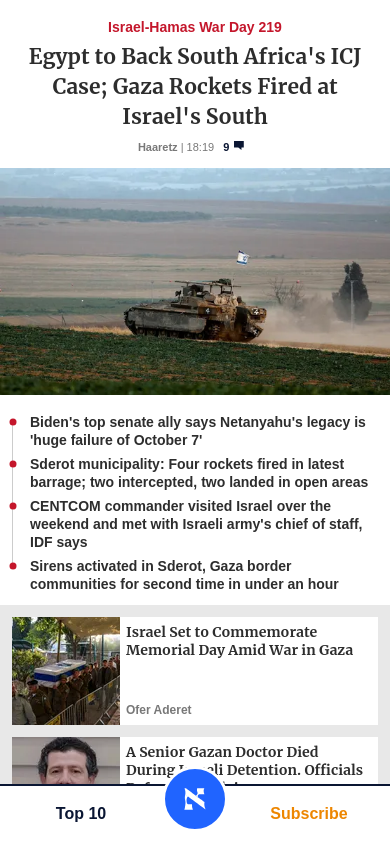 Israel-Hamas War Day 219
Egypt to Back South Africa's ICJ
Case; Gaza Rockets Fired at
Israel's South
Haaretz | 18:19 9
Biden's top senate ally says Netanyahu's legacy is
'huge failure of October 7'
Sderot municipality: Four rockets fired in latest
barrage; two intercepted, two landed in open areas
CENTCOM commander visited Israel over the
weekend and met with Israeli army's chief of staff,
IDF says
Sirens activated in Sderot, Gaza border
communities for second time in under an hour
Israel Set to Commemorate
Memorial Day Amid War in Gaza
Ofer Aderet
A Senior Gazan Doctor Died
During Israeli Detention. Officials
Top 10
Subscribe